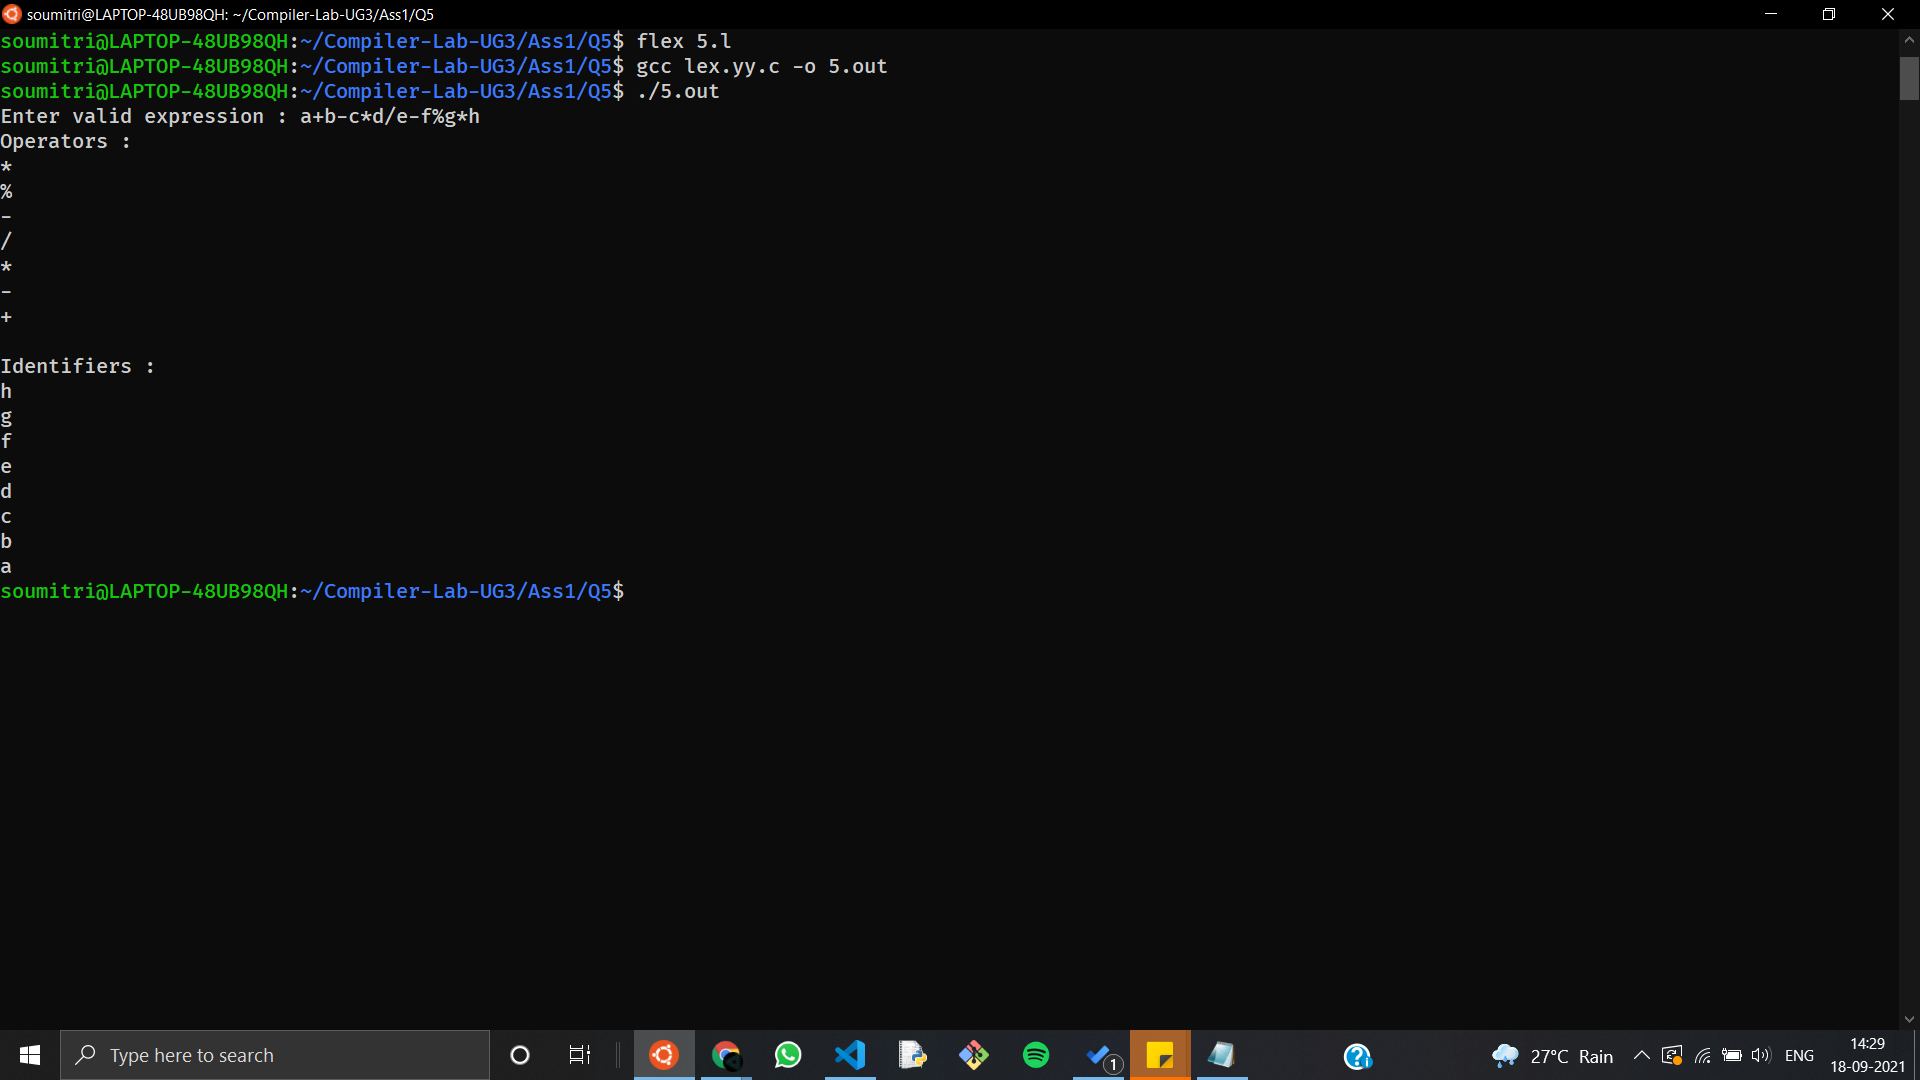 soumitri@LAPTOP-48UB98QH: ~/Compiler-Lab-UG3/Ass1/Q5
soumitri@LAPTOP-48UB98QH:~/Compiler-Lab-UG3/Ass1/Q5$ flex 5.l
soumitri@LAPTOP-48UB98QH:~/Compiler-Lab-UG3/Ass1/Q5$ gcc lex.yy.c -o 5.out
soumitri@LAPTOP-48UB98QH:~/Compiler-Lab-UG3/Ass1/Q5$ ./5.out
Enter valid expression : a+b-c*d/e-f%g*h
Operators :
*
%
-
/
*
-
+
Identifiers :
h
g
f
e
d
c
b
a
soumitri@LAPTOP-48UB98QH:~/Compiler-Lab-UG3/Ass1/Q5$
Type here to search
1
27°C Rain
ENG
14:29
18-09-2021